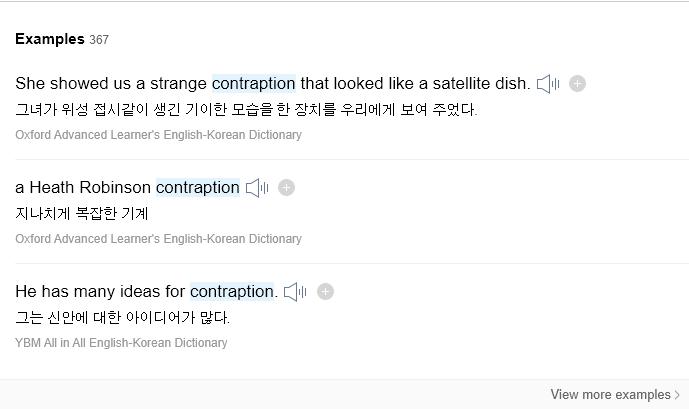 Examples 367
She showed us a strange contraption that looked like a satellite dish.
그녀가 위성 접시같이 생긴 기이한 모습을 한 장치를 우리에게 보여 주었다.
Oxford Advanced Learner's English-Korean Dictionary
a Heath Robinson contraption
지나치게 복잡한 기계
Oxford Advanced Learner's English-Korean Dictionary
He has many ideas for contraption.
그는 신안에 대한 아이디어가 많다.
YBM All in All English-Korean Dictionary
View more examples